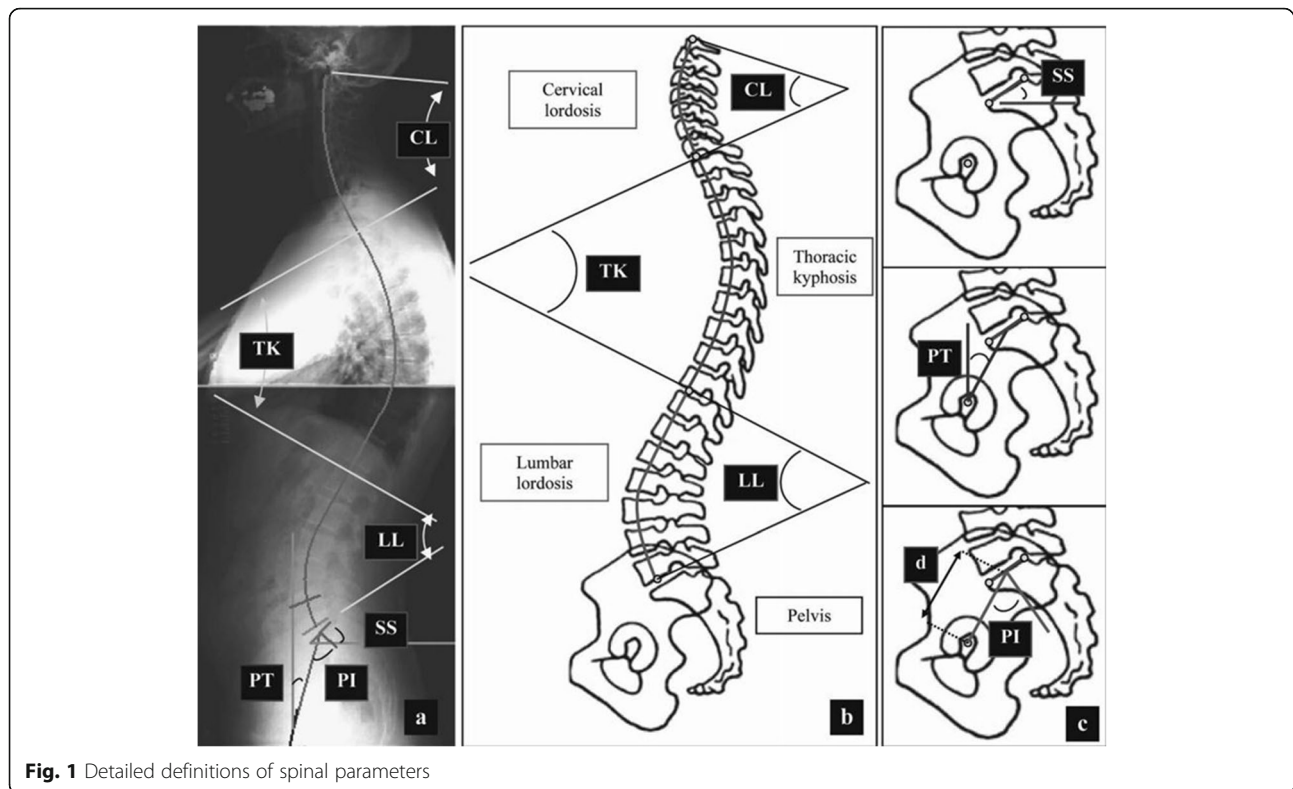 CL
TK
LL
SS
PT
PI
a
Cervical
lordosis
CL
TK
Thoracic
kyphosis
Lumbar
lordosis
LL
Pelvis
b
SS
PT
d
PI
c
Fig. 1 Detailed definitions of spinal parameters